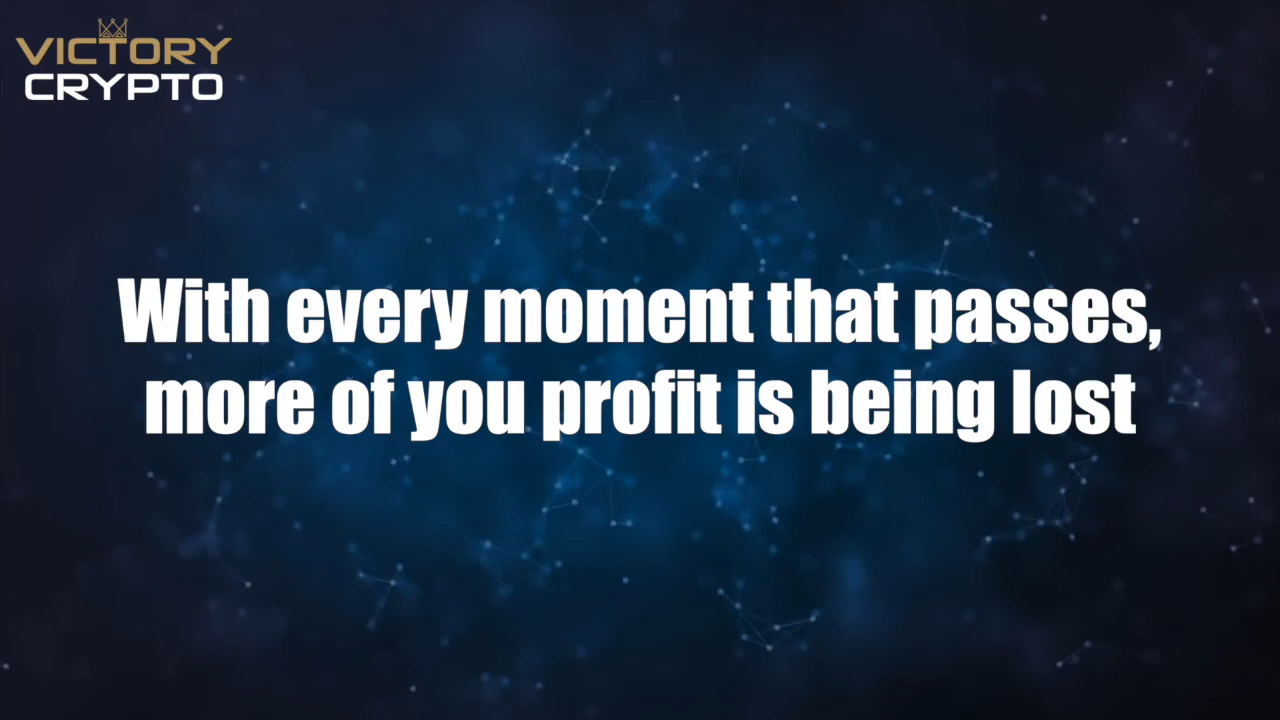 VICTORY
CRYPTO
With every moment that passes,
more of you profit is being lost